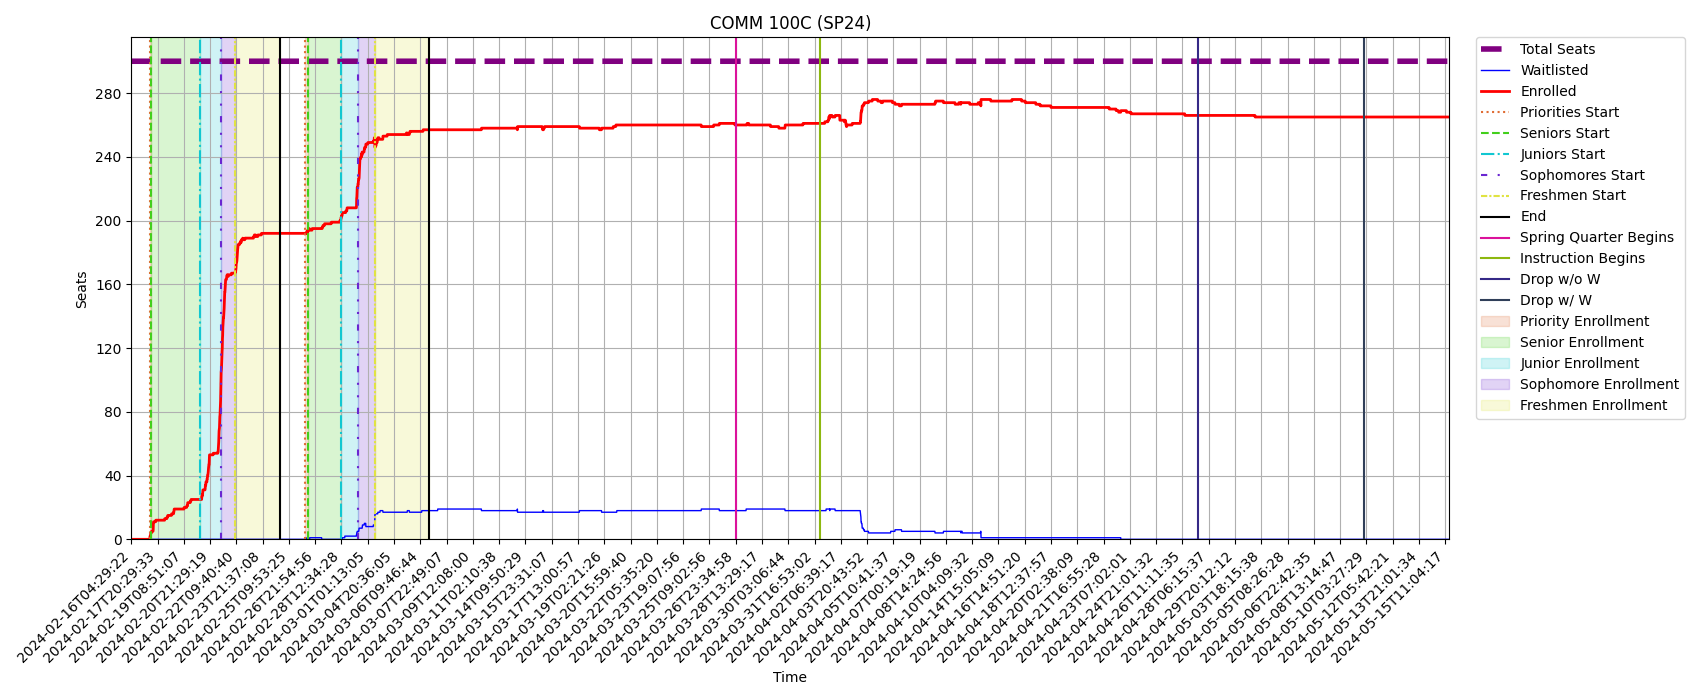 COMM 100C (SP24)
Seats
280
240
200
160
120
80
40
0
2024-02-16T04:29:22
2024-02-17T20:29:33
2024-02-19T08:51:07
2024-02-20T21:29:19
2024-02-22T09:40:40
2024-02-23T21:37:08
2024-02-25T09:53:25
2024-02-26T21:54:56
2024-02-28T12:34:28
2024-03-01T01:13:05
2024-03-04T20:36:05
2024-03-06T09:46:44
2024-03-07T22:49:07
2024-03-10T12:08:00
2024-03-11T02:10:38
2024-03-14T09:50:29
2024-03-15T23:31:07
2024-03-17T13:00:57
2024-03-19T02:21:26
2024-03-20T15:59:40
2024-03-22T05:35:20
2024-03-23T19:07:56
2024-03-25T09:02:56
2024-03-26T23:34:58
2024-03-28T13:29:17
2024-03-30T03:06:44
2024-03-31T16:53:02
2024-04-02T06:39:17
2024-04-03T20:43:52
2024-04-05T10:41:37
2024-04-07T00:19:19
2024-04-08T14:24:56
2024-04-10T04:09:32
2024-04-14T15:05:09
2024-04-16T14:51:20
2024-04-18T12:37:57
2024-04-20T02:38:09
2024-04-21T16:55:28
2024-04-23T07:02:01
2024-04-24T21:01:32
2024-04-26T11:11:35
2024-04-28T06:15:37
2024-04-29T20:12:12
2024-05-03T18:15:38
2024-05-05T08:26:28
2024-05-06T22:42:35
2024-05-08T13:14:47
2024-05-10T03:27:29
2024-05-12T05:42:21
2024-05-13T21:01:34
2024-05-15T11:04:17
Time
Total Seats
Waitlisted
Enrolled
Priorities Start
Seniors Start
Juniors Start
Sophomores Start
Freshmen Start
End
Spring Quarter Begins
Instruction Begins
Drop w/o W
Drop w/ W
Priority Enrollment
Senior Enrollment
Junior Enrollment
Sophomore Enrollment
Freshmen Enrollment